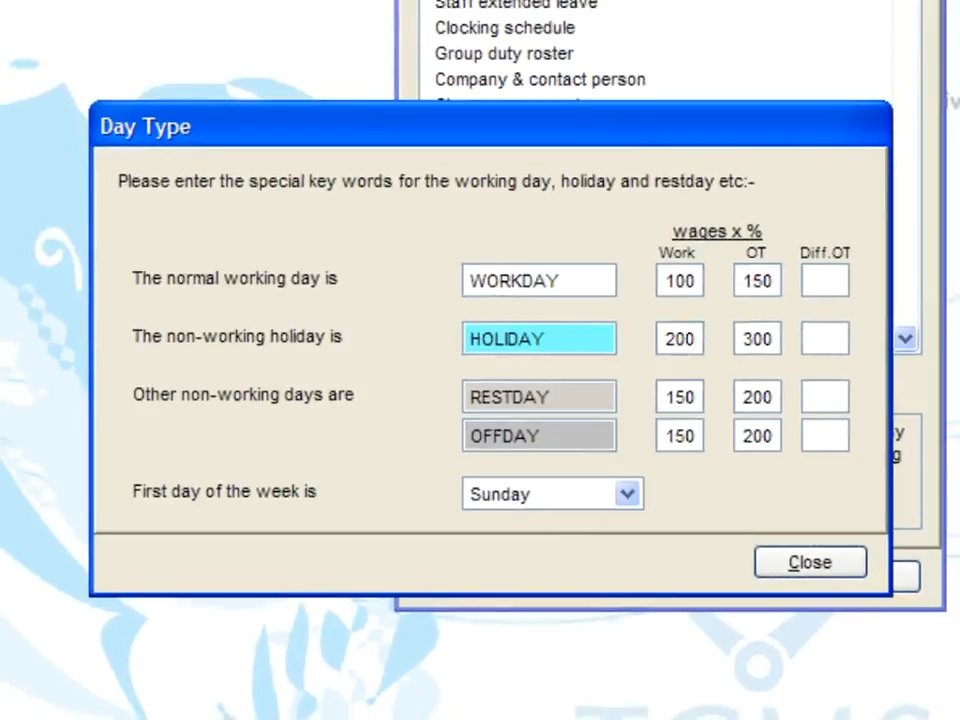 Staff extended leave
Clocking schedule
Group duty roster
Company & contact person
Day Type
Please enter the special key words for the working day, holiday and restday etc:-
wages x %
Work OT Diff.OT
The normal working day is WORKDAY 100 150
The non-working holiday is HOLIDAY 200 300
Other non-working days are RESTDAY 150 200
OFFDAY 150 200
First day of the week is Sunday
Close
TCMS